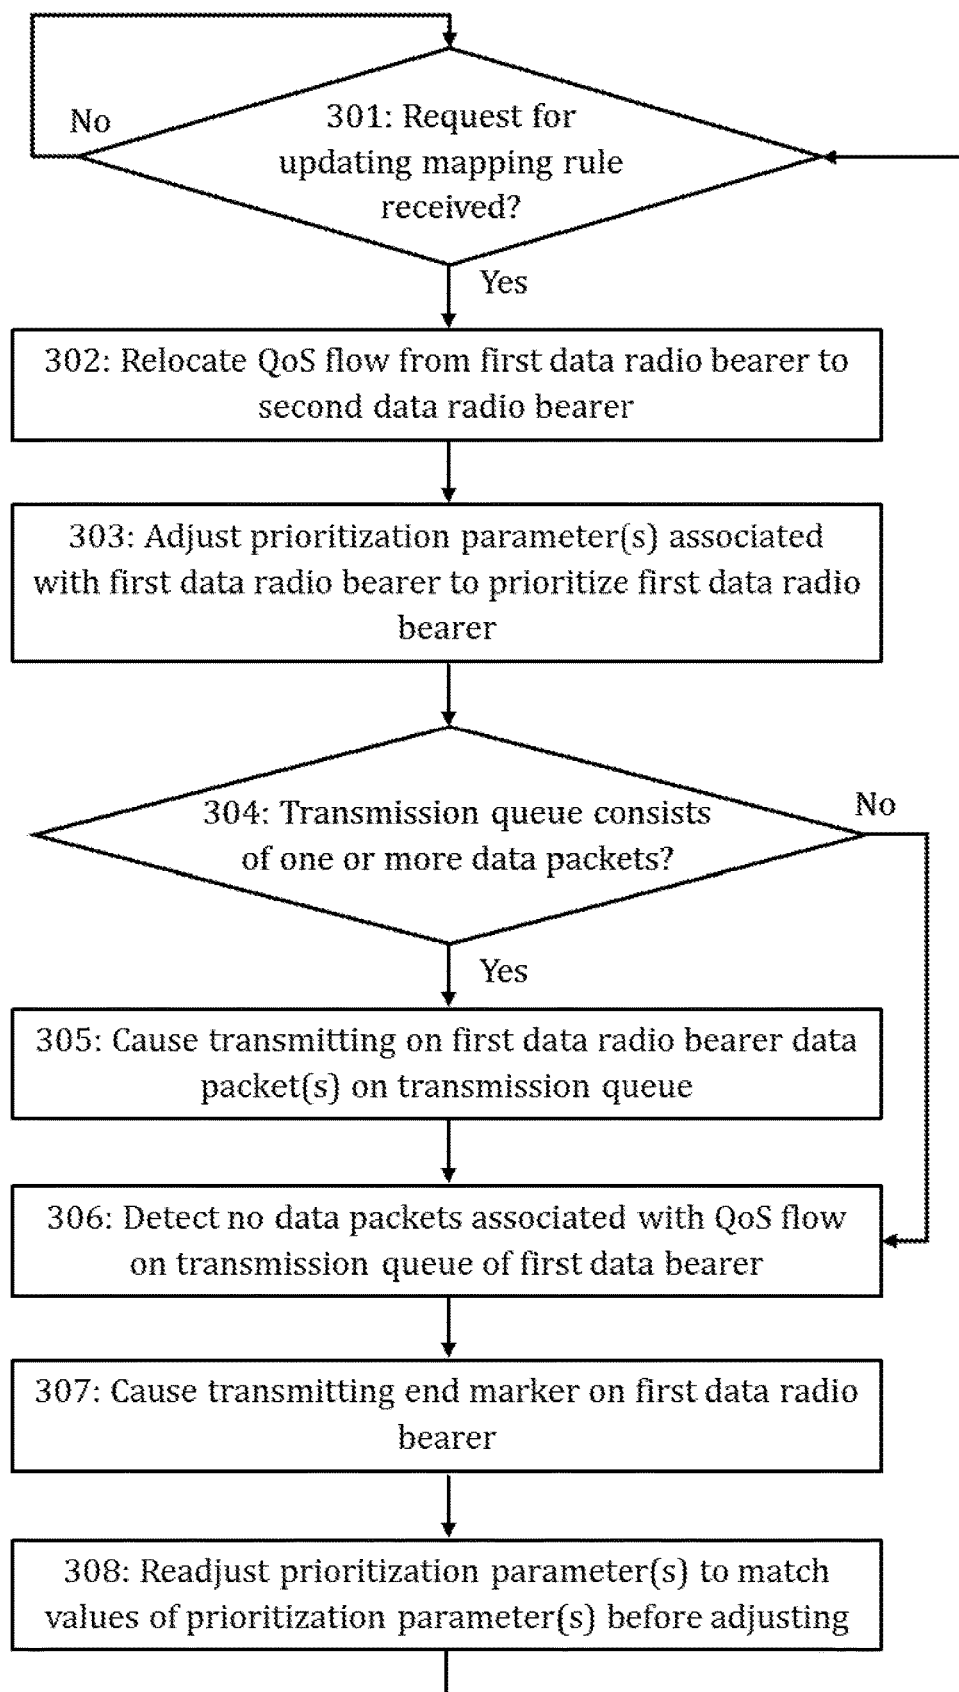 301: Request for
updating mapping rule
received?
No
Yes
302: Relocate QoS flow from first data radio bearer to
second data radio bearer
303: Adjust prioritization parameter(s) associated
with first data radio bearer to prioritize first data radio
bearer
304: Transmission queue consists
of one or more data packets?
No
Yes
305: Cause transmitting on first data radio bearer data
packet(s) on transmission queue
306: Detect no data packets associated with QoS flow
on transmission queue of first data bearer
307: Cause transmitting end marker on first data radio
bearer
308: Readjust prioritization parameter(s) to match
values of prioritization parameter(s) before adjusting